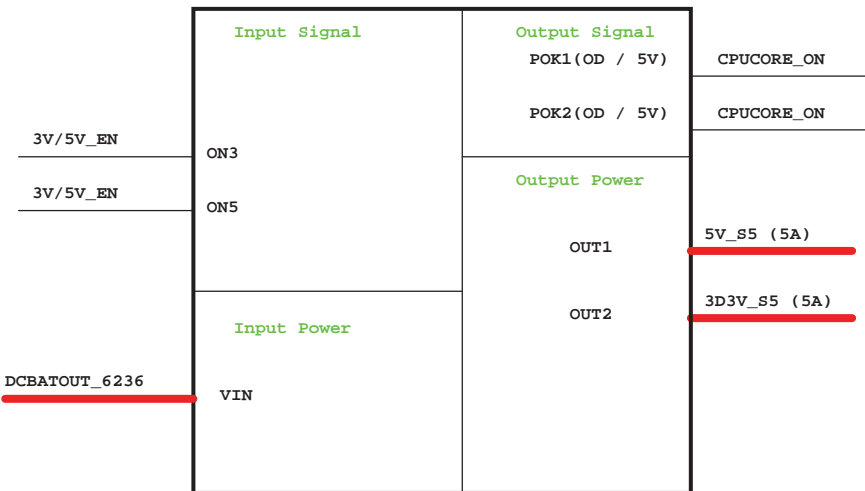 Input Signal
Output Signal
POK1(OD / 5V)
CPUCORE_ON
POK2(OD / 5V)
CPUCORE_ON
3V/5V_EN
ON3
3V/5V_EN
ON5
Output Power
5V_S5 (5A)
OUT1
3D3V_S5 (5A)
OUT2
Input Power
DCBATOUT_6236
VIN